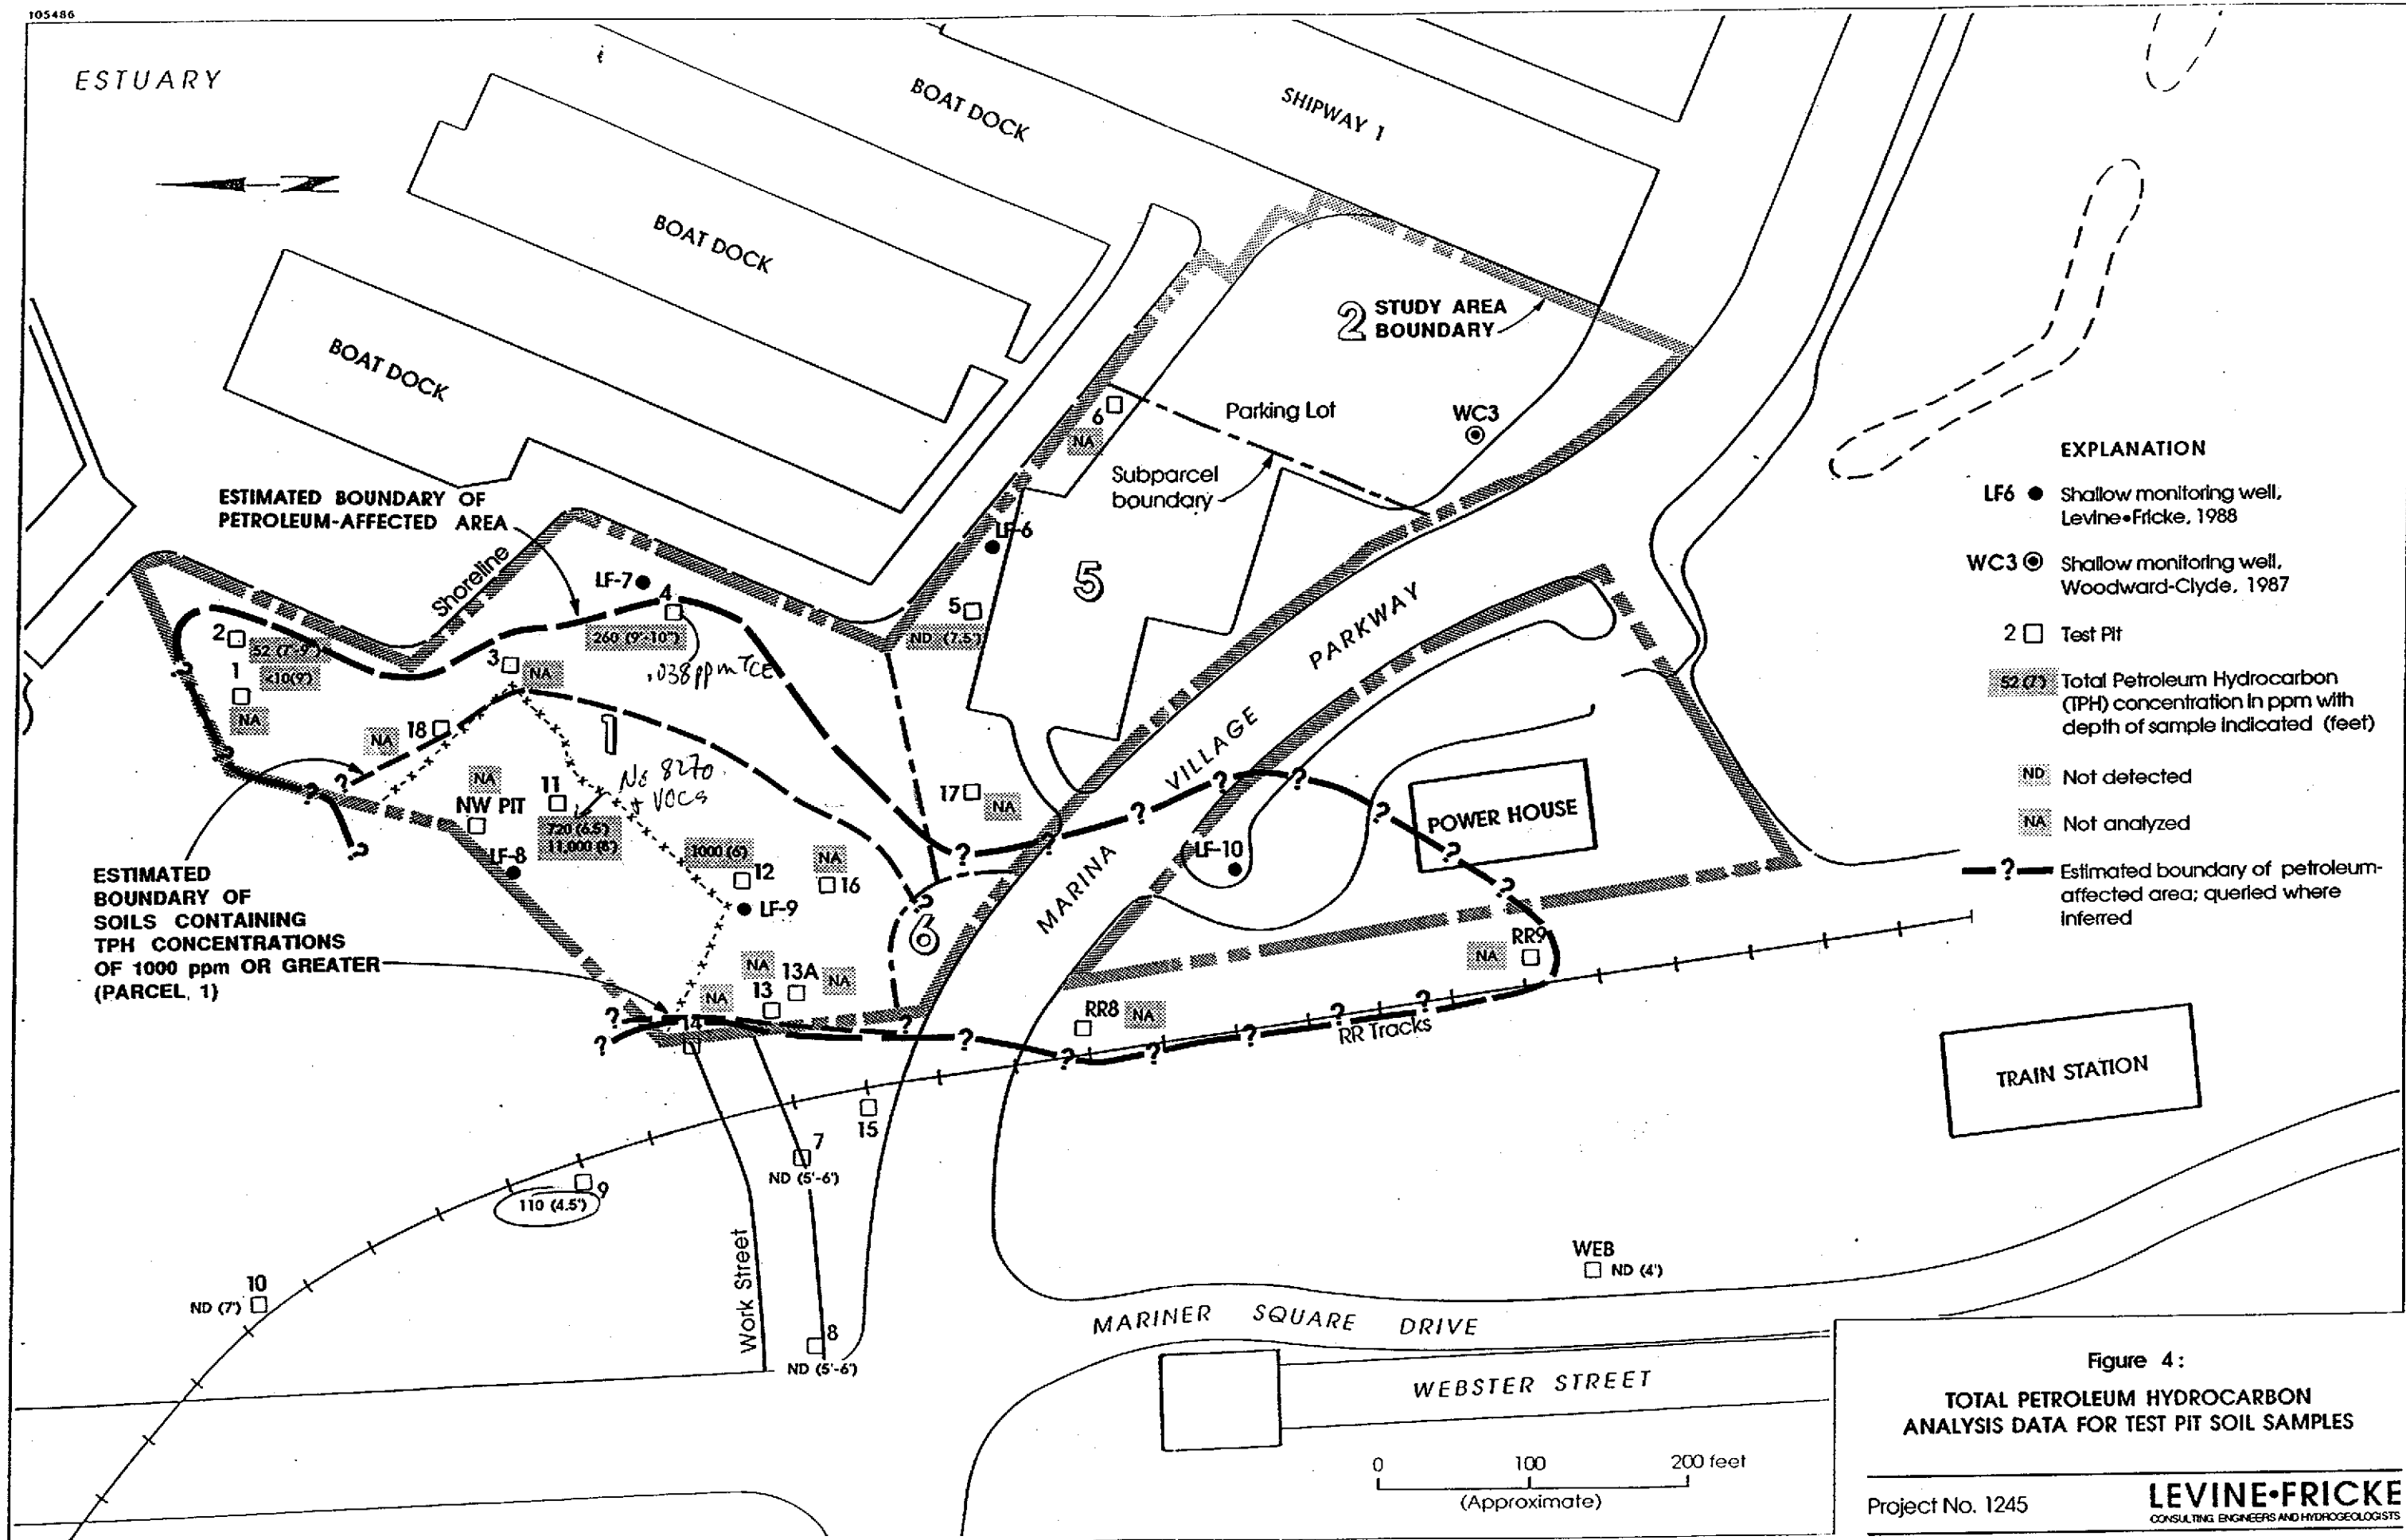 105486
ESTUARY
N
BOAT DOCK
SHIPWAY 1
BOAT DOCK
BOAT DOCK
2 STUDY AREA
BOUNDARY
Parking Lot
WC3
6
NA
Subparcel
boundary
ESTIMATED BOUNDARY OF
PETROLEUM-AFFECTED AREA
Shoreline
LF-6
LF-7
4
260 (9'-10")
.038 ppm TCE
5
ND (7.5')
5
2
52 (7'-9')
<10(9')
1
NA
3
NA
18
NA
1
No 8270
+ VOCs
NA
NW PIT
11
720 (6.5')
11,000 (8')
LF-8
1000 (6')
12
NA
16
LF-9
17
NA
6
MARINA VILLAGE PARKWAY
LF-10
POWER HOUSE
ESTIMATED
BOUNDARY OF
SOILS CONTAINING
TPH CONCENTRATIONS
OF 1000 ppm OR GREATER
(PARCEL, 1)
NA
13A
NA
13
NA
14
RR8
NA
RR9
NA
RR Tracks
TRAIN STATION
15
7
ND (5'-6')
9
110 (4.5')
10
ND (7')
Work Street
8
ND (5'-6')
WEB
ND (4')
MARINER SQUARE DRIVE
WEBSTER STREET
0 100 200 feet
(Approximate)
EXPLANATION
LF6 Shallow monitoring well,
Levine•Fricke, 1988
WC3 Shallow monitoring well,
Woodward-Clyde, 1987
2 Test Pit
52 (7') Total Petroleum Hydrocarbon
(TPH) concentration in ppm with
depth of sample indicated (feet)
ND Not detected
NA Not analyzed
? Estimated boundary of petroleum-
affected area; queried where
inferred
Figure 4:
TOTAL PETROLEUM HYDROCARBON
ANALYSIS DATA FOR TEST PIT SOIL SAMPLES
Project No. 1245
LEVINE•FRICKE
CONSULTING ENGINEERS AND HYDROGEOLOGISTS